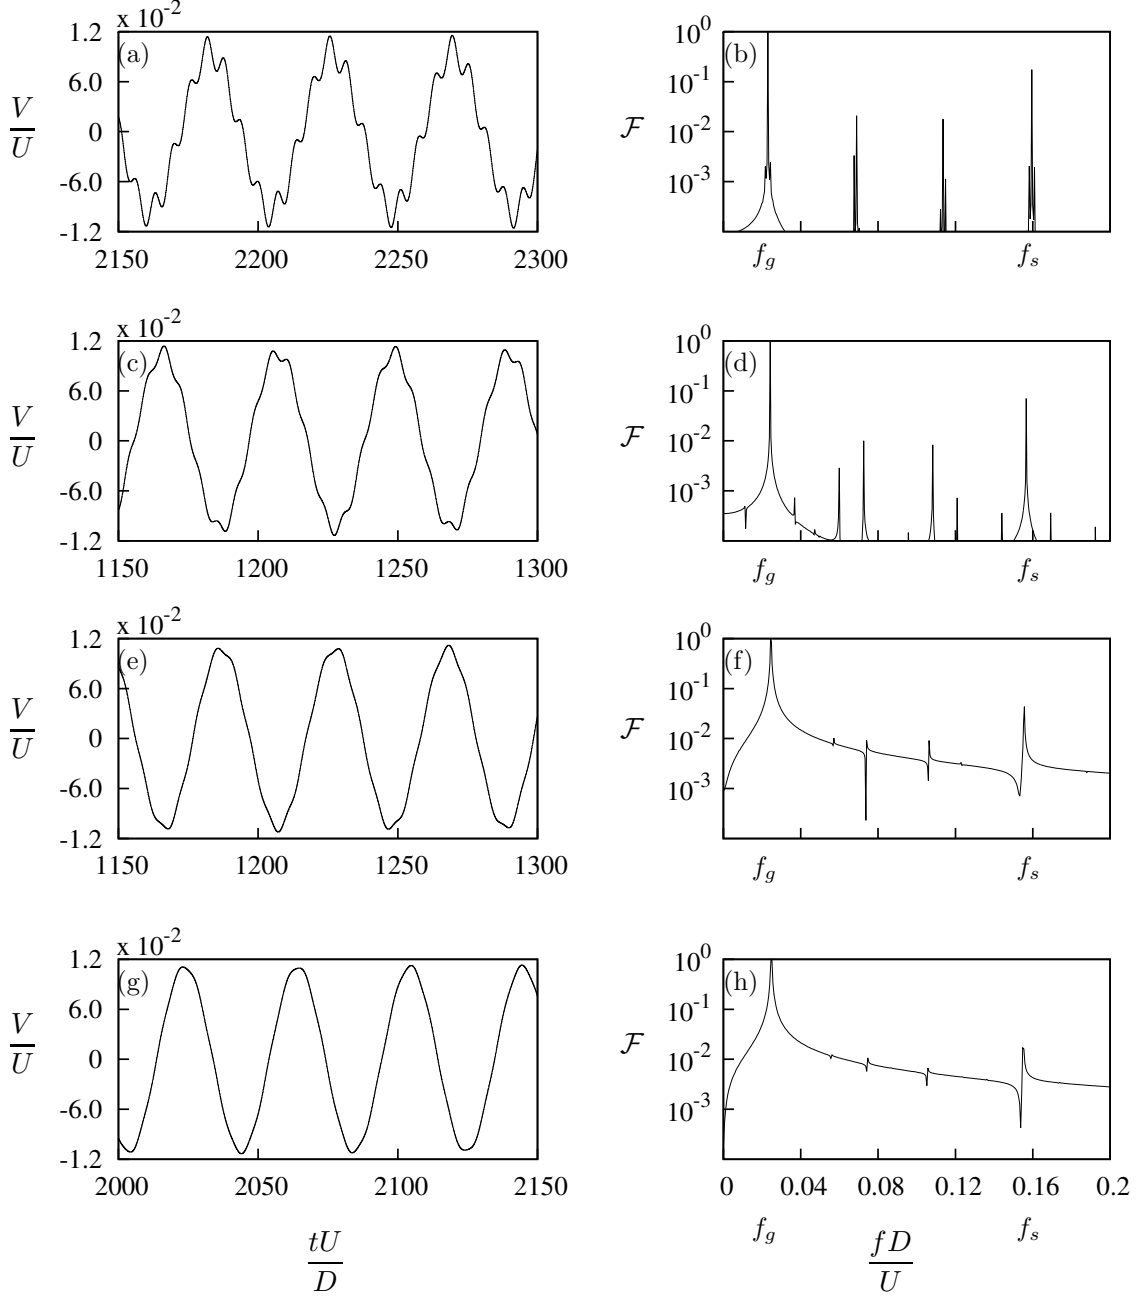 x 10^-2
1.2 (a)
6.0
V/U 0
-6.0
-1.2
2150 2200 2250 2300
10^0 (b)
10^-1
F 10^-2
10^-3
f_g f_s
x 10^-2
1.2 (c)
6.0
V/U 0
-6.0
-1.2
1150 1200 1250 1300
10^0 (d)
10^-1
F 10^-2
10^-3
f_g f_s
x 10^-2
1.2 (e)
6.0
V/U 0
-6.0
-1.2
1150 1200 1250 1300
10^0 (f)
10^-1
F 10^-2
10^-3
f_g f_s
x 10^-2
1.2 (g)
6.0
V/U 0
-6.0
-1.2
2000 2050 2100 2150
tU/D
10^0 (h)
10^-1
F 10^-2
10^-3
0 0.04 0.08 0.12 0.16 0.2
f_g f_s
fD/U